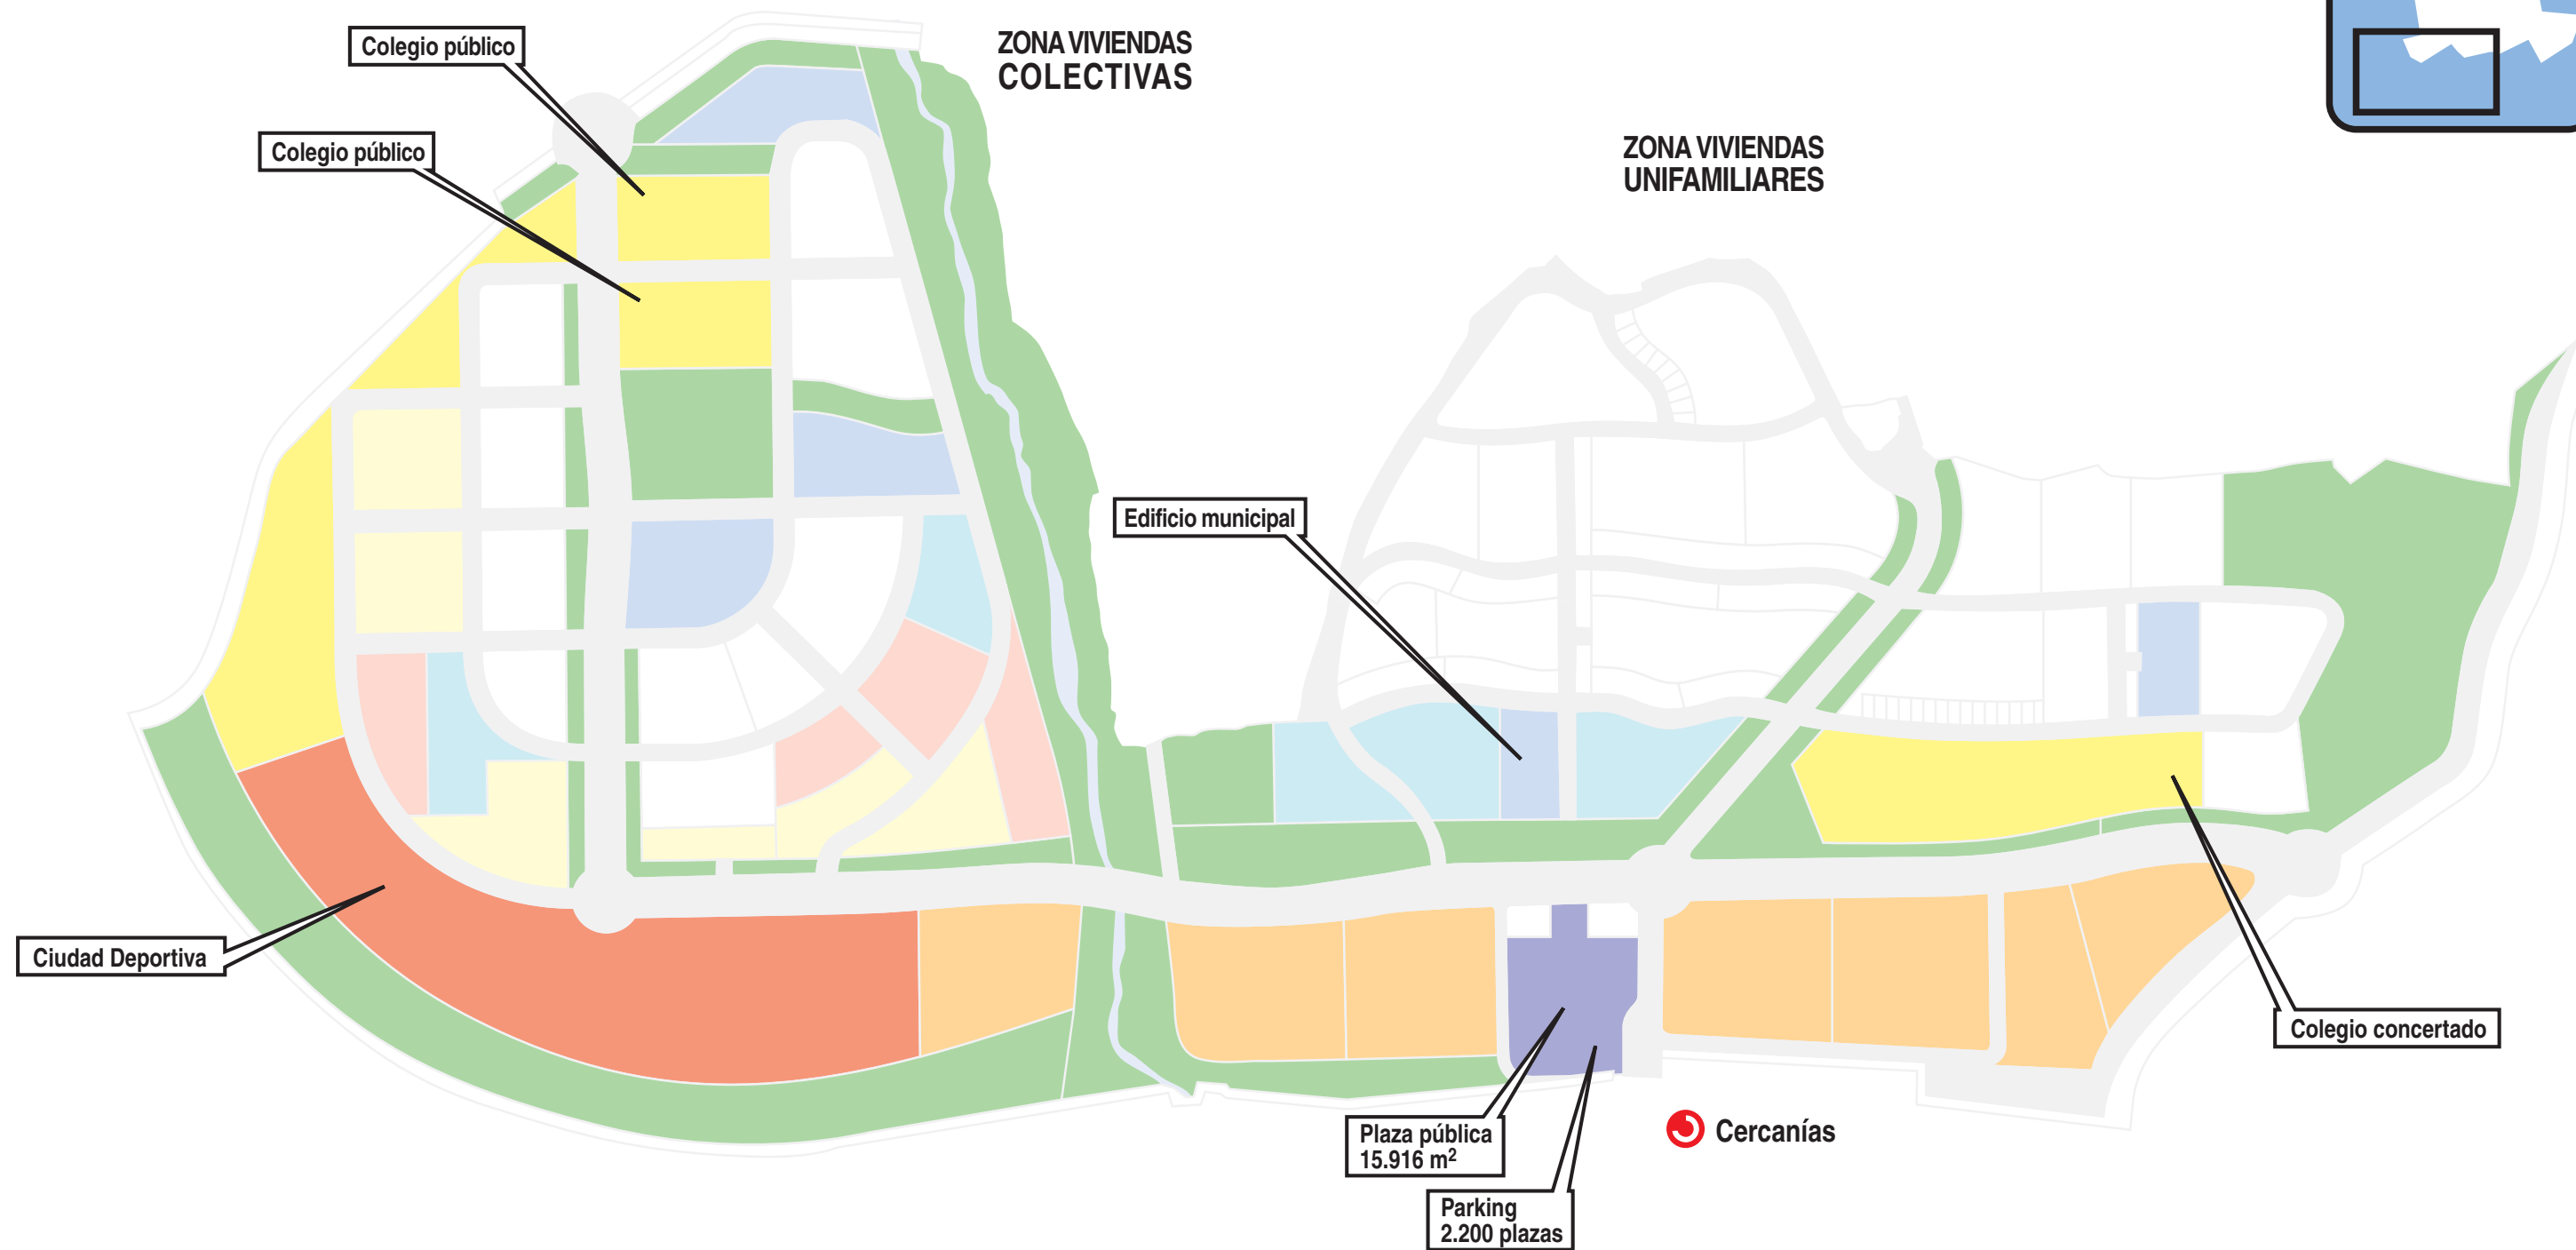 Colegio público
ZONA VIVIENDAS
COLECTIVAS
Colegio público
ZONA VIVIENDAS
UNIFAMILIARES
Edificio municipal
Ciudad Deportiva
Colegio concertado
Plaza pública
15.916 m²
Cercanías
Parking
2.200 plazas